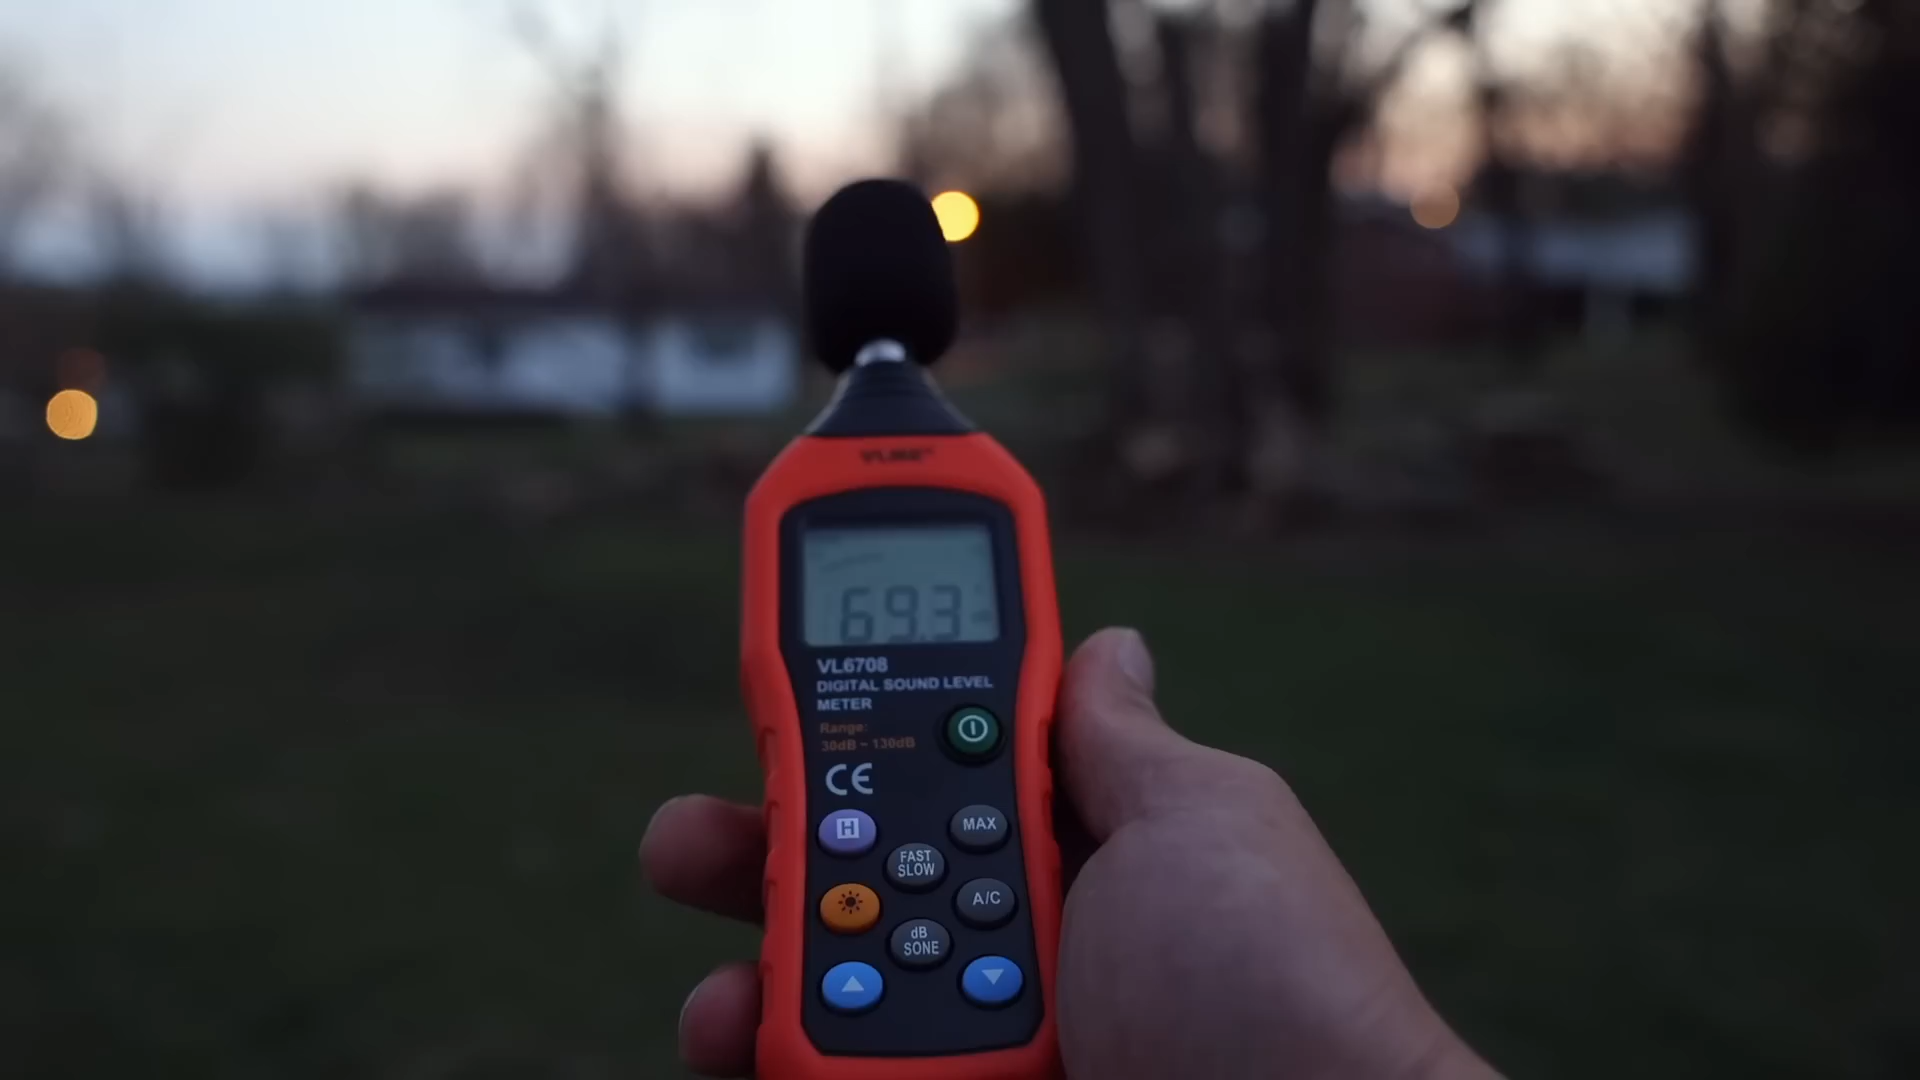 69.3
VL6708
DIGITAL SOUND LEVEL
METER
Range:
30dB ~ 130dB
CE
H
MAX
FAST
SLOW
A/C
dB
SONE